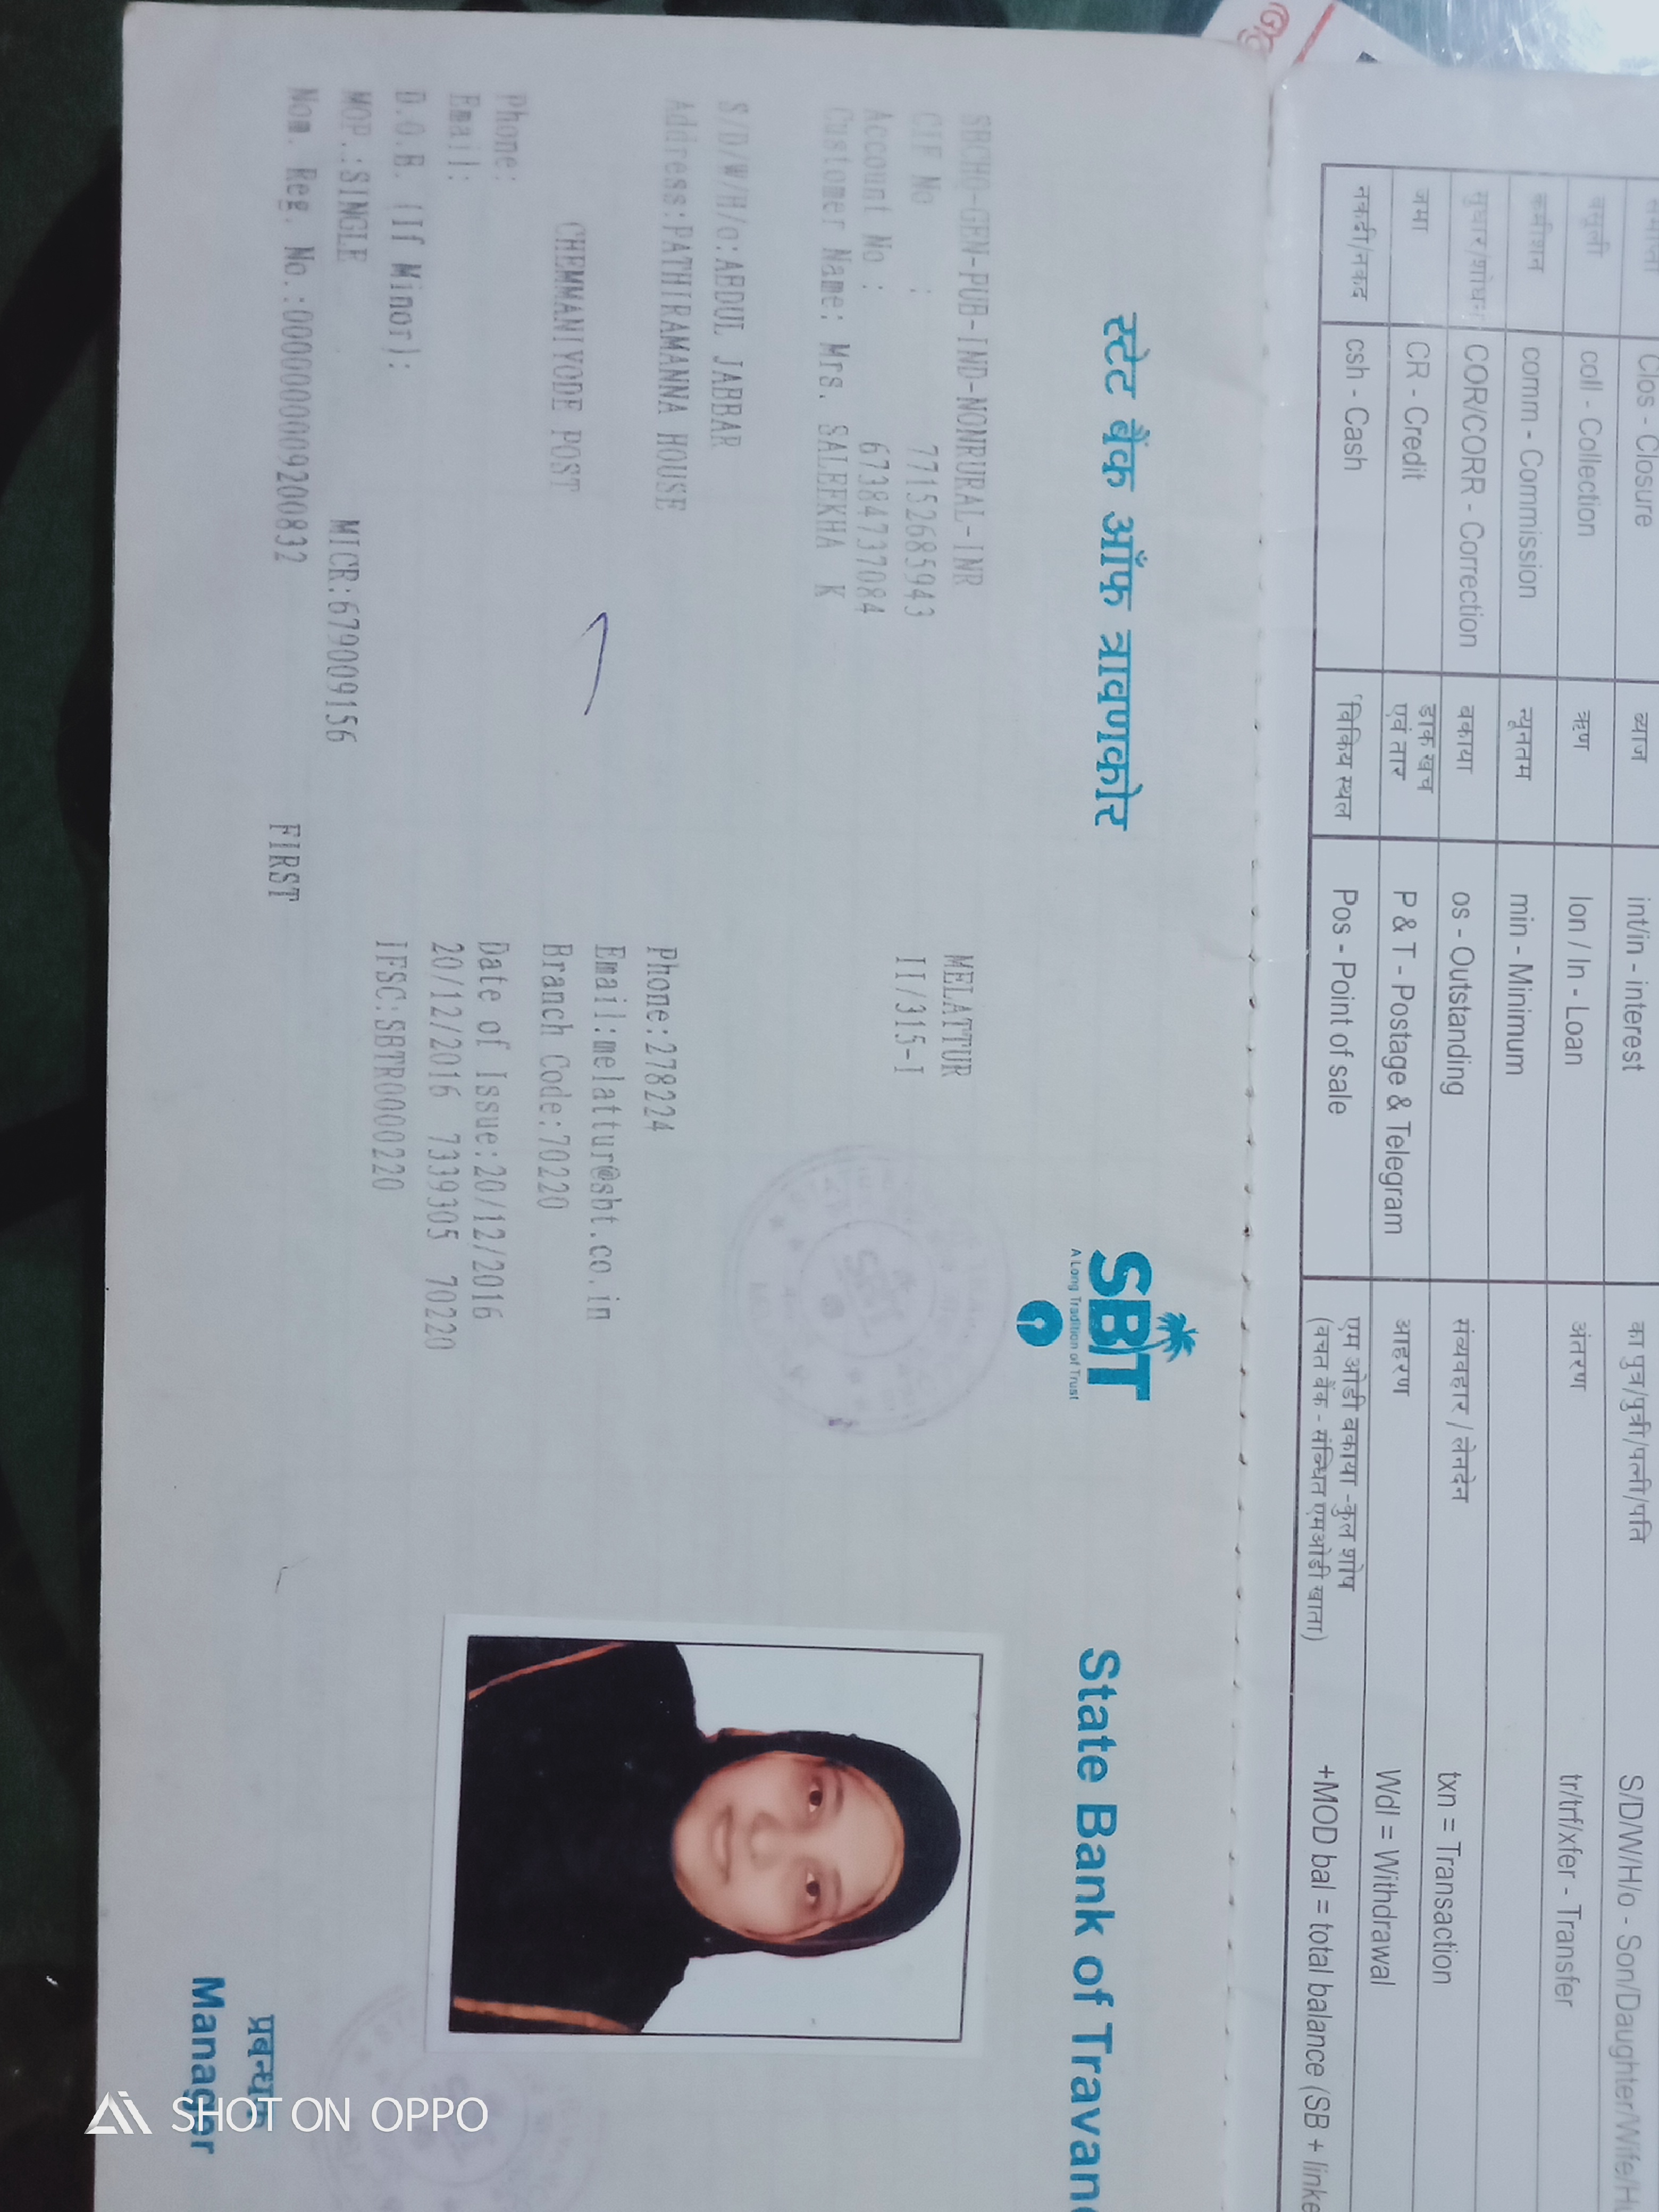 समापना Clos - Closure ब्याज int/in - interest का पुत्र/पुत्री/पत्नी/पति S/D/W/H/o - Son/Daughter/Wife/
वसूली coll - Collection ऋण lon / ln - Loan अंतरण tr/trf/xfer - Transfer
कमीशन comm - Commission न्यूनतम min - Minimum
सुधार/शोधन COR/CORR - Correction बकाया os - Outstanding संव्यवहार / लेनदेन txn = Transaction
जमा CR - Credit डाक खर्च एवं तार P & T - Postage & Telegram आहरण Wdl = Withdrawal
नकदी/नकद csh - Cash विक्रिय स्थल Pos - Point of sale एम ओडी बकाया -कुल शेष +MOD bal = total balance (SB + linke
(बचत बैंक - संबन्धित एमओडी खाता)
स्टेट बैंक ऑफ त्रावणकोर SBT State Bank of Travanc
A Long Tradition of Trust
SBCHQ-GEN-PUB-IND-NONRURAL-INR MELATTUR
CIF No : 77152685943 II/315-I
Account No : 67384737084
Customer Name: Mrs. SALEEKHA K
S/D/W/H/o:ABDUL JABBAR
Address:PATHIRAMANNA HOUSE Phone:278224
Email:melattur@sbt.co.in
CHEMMANIYODE POST Branch Code:70220
Phone: Date of Issue:20/12/2016
Email: 20/12/2016 7339305 70220
D.O.B. (If Minor): IFSC:SBTR0000220
MOP.:SINGLE MICR:679009156
Nom. Reg. No.:0000000000920083​2 FIRST
प्रबन्धक
Manager
SHOT ON OPPO